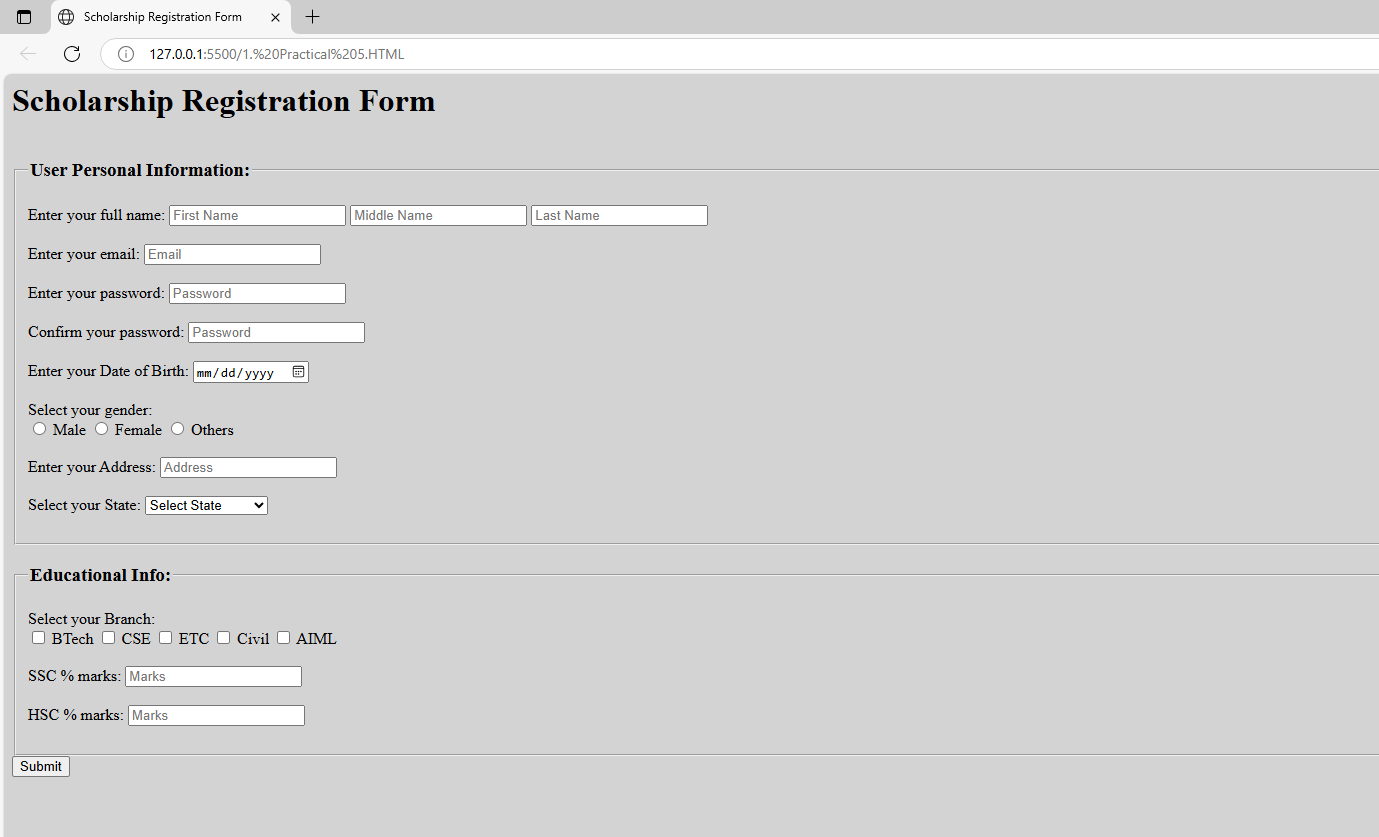 Scholarship Registration Form
127.0.0.1:5500/1.%20Practical%205.HTML
Scholarship Registration Form
User Personal Information:
Enter your full name: First Name Middle Name Last Name
Enter your email: Email
Enter your password: Password
Confirm your password: Password
Enter your Date of Birth: mm/dd/yyyy
Select your gender:
Male Female Others
Enter your Address: Address
Select your State: Select State
Educational Info:
Select your Branch:
BTech CSE ETC Civil AIML
SSC % marks: Marks
HSC % marks: Marks
Submit